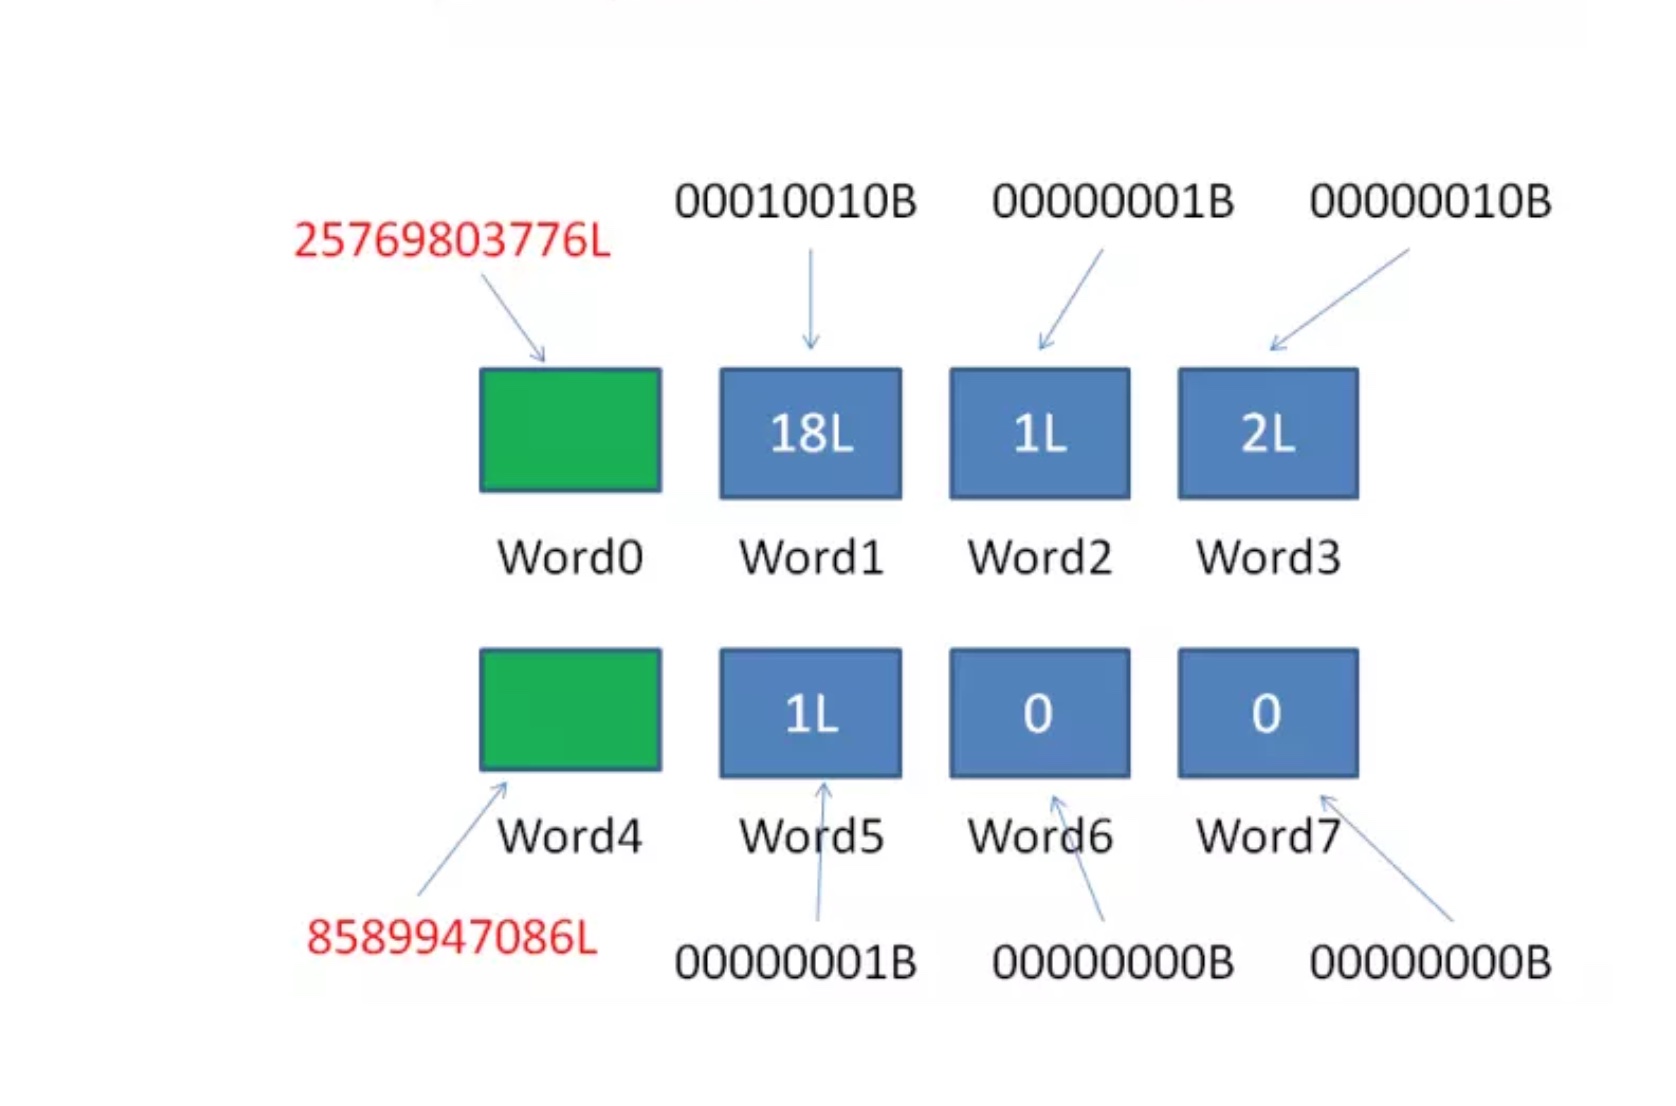 25769803776L
00010010B 00000001B 00000010B
18L 1L 2L
Word0 Word1 Word2 Word3
1L 0 0
Word4 Word5 Word6 Word7
8589947086L
00000001B 00000000B 00000000B